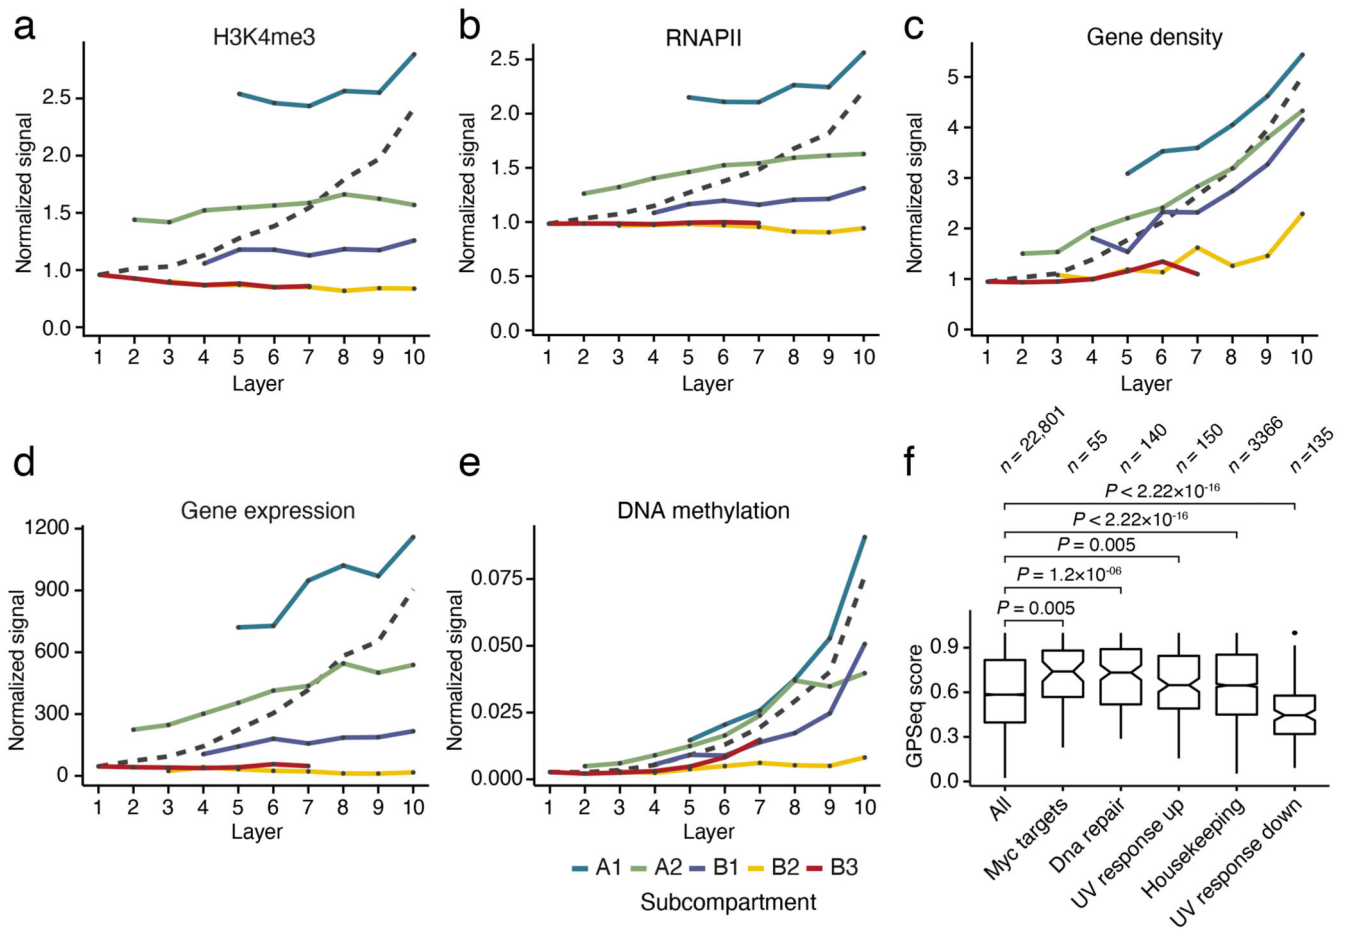 a
H3K4me3
Normalized signal
2.5
2.0
1.5
1.0
0.0
1 2 3 4 5 6 7 8 9 10
Layer
b
RNAPII
Normalized signal
2.5
2.0
1.5
1.0
0.5
0.0
1 2 3 4 5 6 7 8 9 10
Layer
c
Gene density
Normalized signal
5
4
3
2
1
0
1 2 3 4 5 6 7 8 9 10
Layer
d
Gene expression
Normalized signal
1200
900
600
300
0
1 2 3 4 5 6 7 8 9 10
Layer
e
DNA methylation
Normalized signal
0.075
0.050
0.025
0.000
1 2 3 4 5 6 7 8 9 10
Layer
A1 A2 B1 B2 B3
Subcompartment
f
n = 22,801
n = 55
n = 140
n = 150
n = 3366
n =135
P < 2.22×10-16
P < 2.22×10-16
P = 0.005
P = 1.2×10-06
P = 0.005
GPSeq score
0.9
0.6
0.3
0.0
All
Myc targets
Dna repair
UV response up
Housekeeping
UV response down